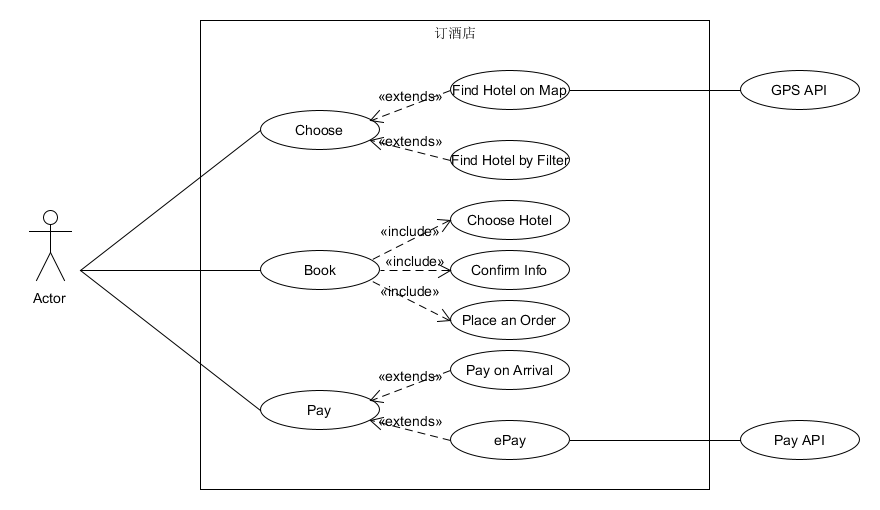 订酒店
Find Hotel on Map
GPS API
«extends»
Choose
«extends»
Find Hotel by Filter
Choose Hotel
«include»
Actor
Book
«include»
Confirm Info
«include»
Place an Order
Pay on Arrival
«extends»
Pay
«extends»
ePay
Pay API